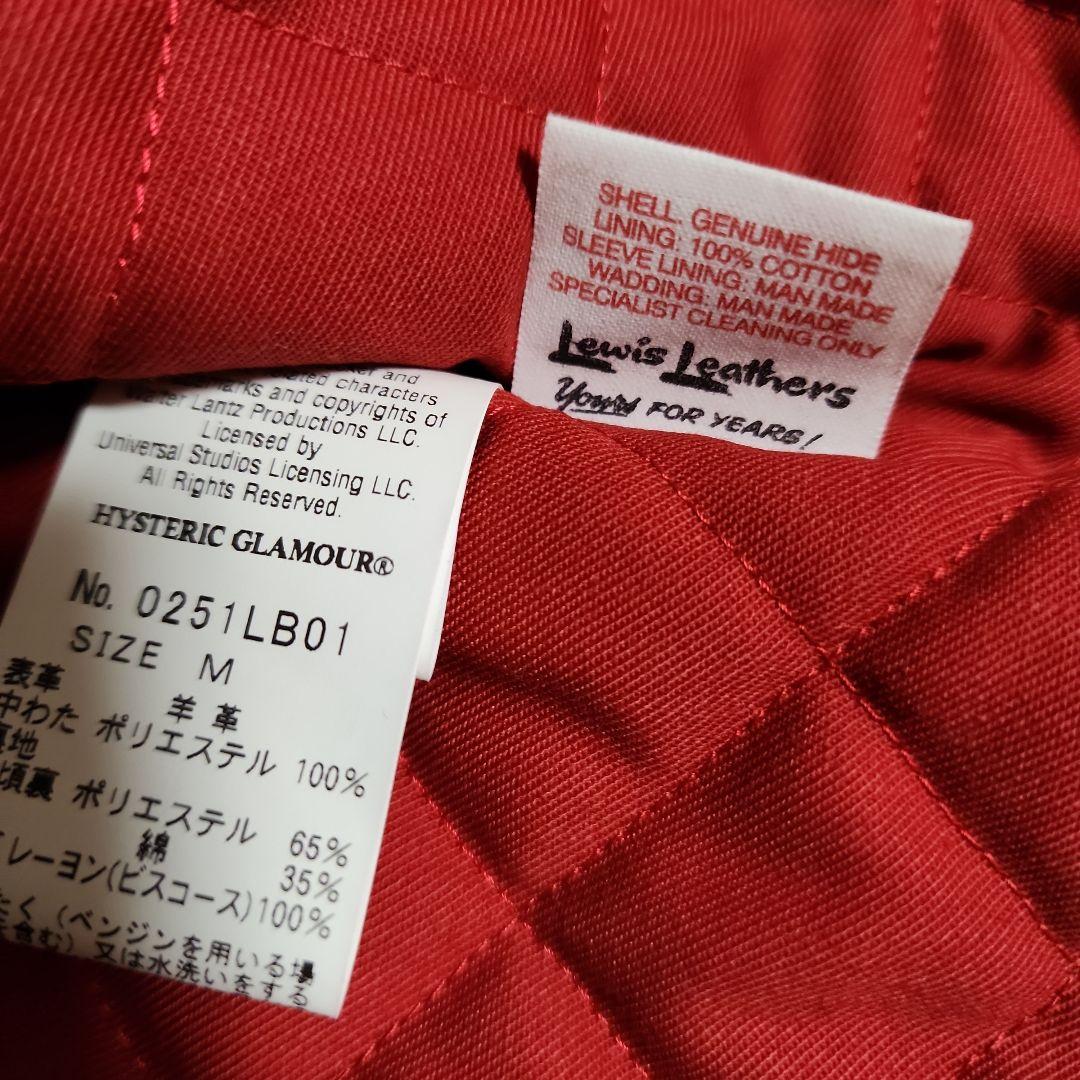 SHELL. GENUINE HIDE
LINING: 100% COTTON
SLEEVE LINING: MAN MADE
WADDING: MAN MADE
SPECIALIST CLEANING ONLY
Lewis Leathers
Yours FOR YEARS!
and
characters
and copyrights of
Walter Lantz Productions LLC.
Licensed by
Universal Studios Licensing LLC.
All Rights Reserved.
HYSTERIC GLAMOUR®
No. 0251LB01
SIZE M
表革 羊革
中わた ポリエステル 100%
裏地
頃裏 ポリエステル 65%
綿 35%
レーヨン(ビスコース)100%
(ベンジンを用いる場
含む)又は水洗いをする